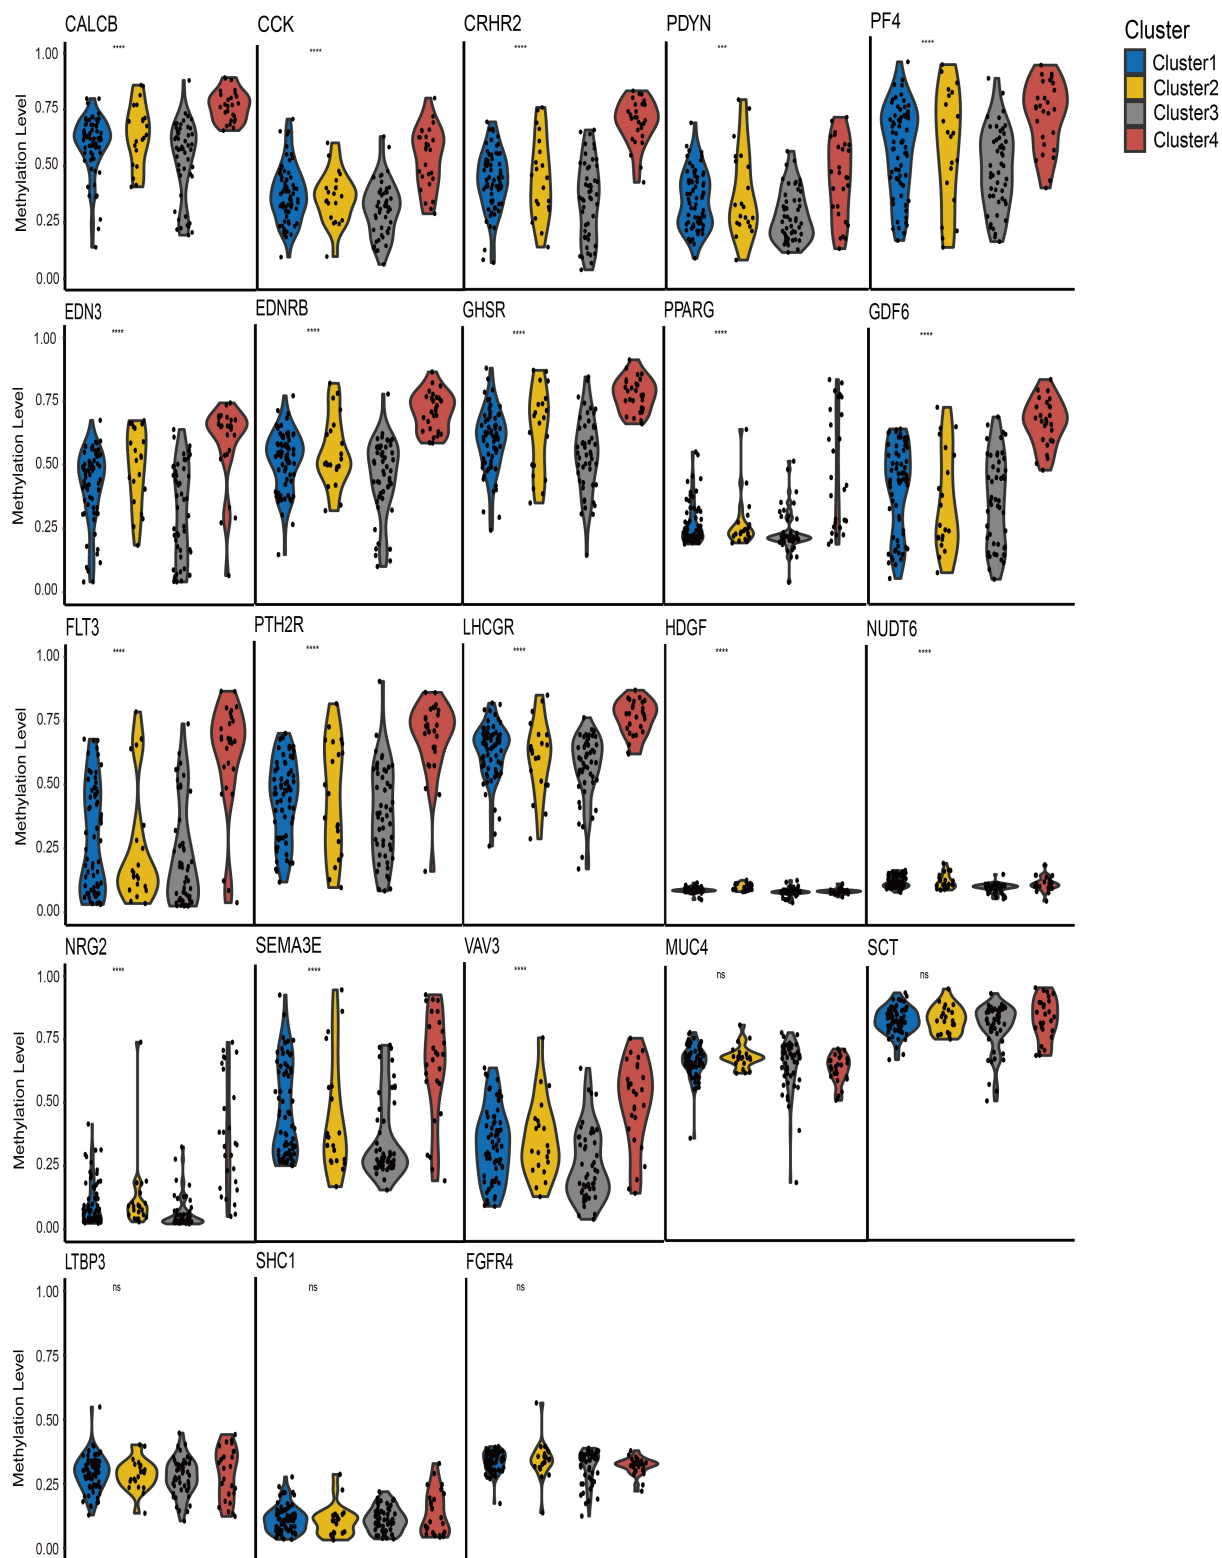 CALCB
CCK
CRHR2
PDYN
PF4
Cluster
Cluster1
Cluster2
Cluster3
Cluster4
****
****
****
***
****
Methylation Level
1.00
0.75
0.50
0.25
0.00
EDN3
EDNRB
GHSR
PPARG
GDF6
****
****
****
****
****
Methylation Level
1.00
0.75
0.50
0.25
0.00
FLT3
PTH2R
LHCGR
HDGF
NUDT6
****
****
****
****
****
Methylation Level
1.00
0.75
0.50
0.25
0.00
NRG2
SEMA3E
VAV3
MUC4
SCT
****
****
****
ns
ns
Methylation Level
1.00
0.75
0.50
0.25
0.00
LTBP3
SHC1
FGFR4
ns
ns
ns
Methylation Level
1.00
0.75
0.50
0.25
0.00